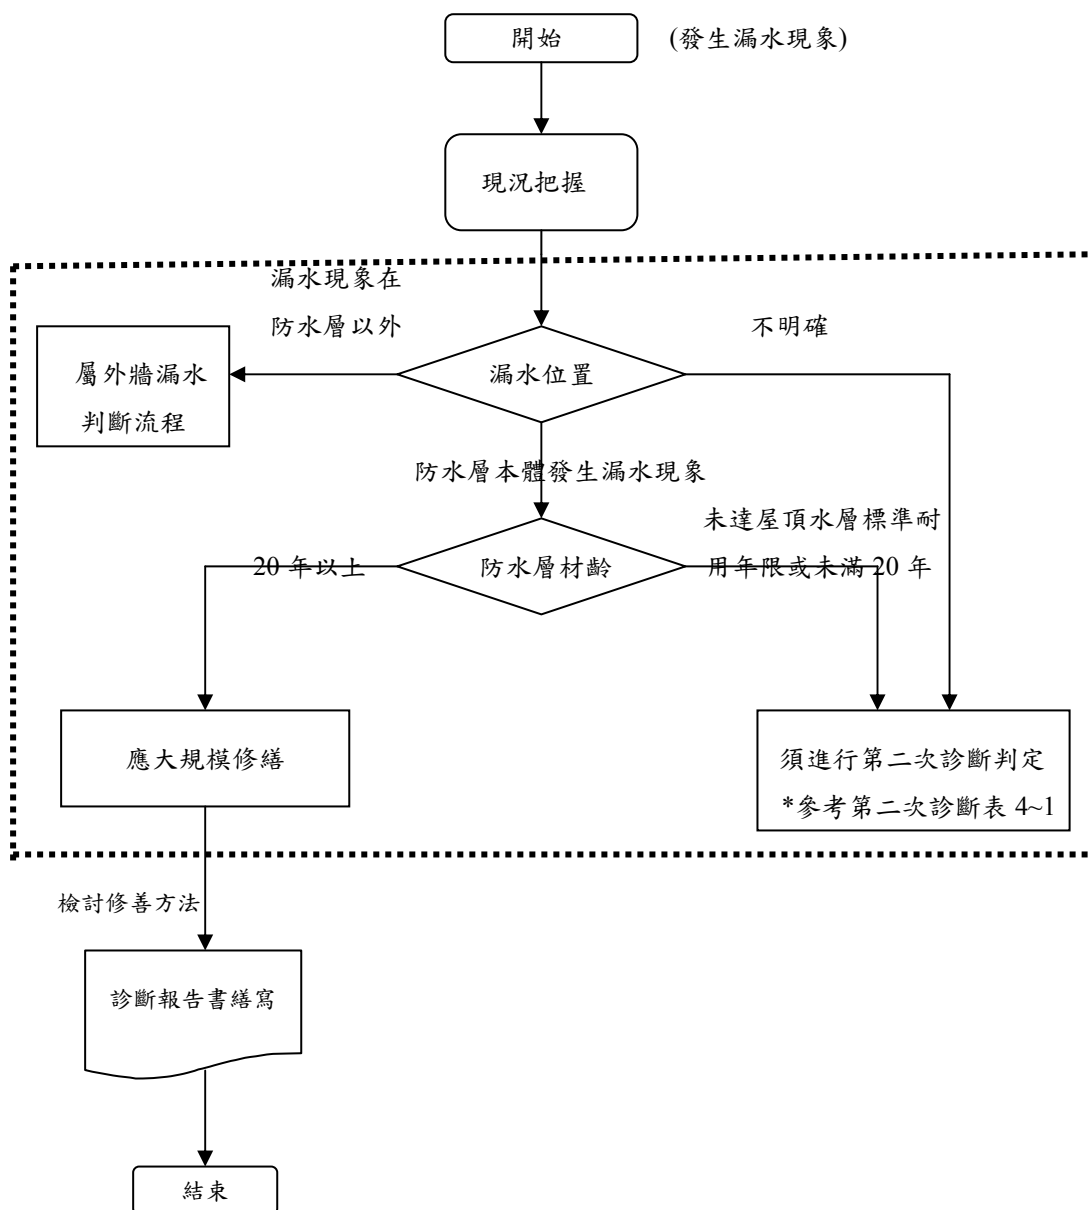 開始
(發生漏水現象)
現況把握
漏水現象在
防水層以外
不明確
屬外牆漏水
判斷流程
漏水位置
防水層本體發生漏水現象
未達屋頂水層標準耐
用年限或未滿 20 年
20 年以上
防水層材齡
應大規模修繕
須進行第二次診斷判定
*參考第二次診斷表 4~1
檢討修善方法
診斷報告書繕寫
結束